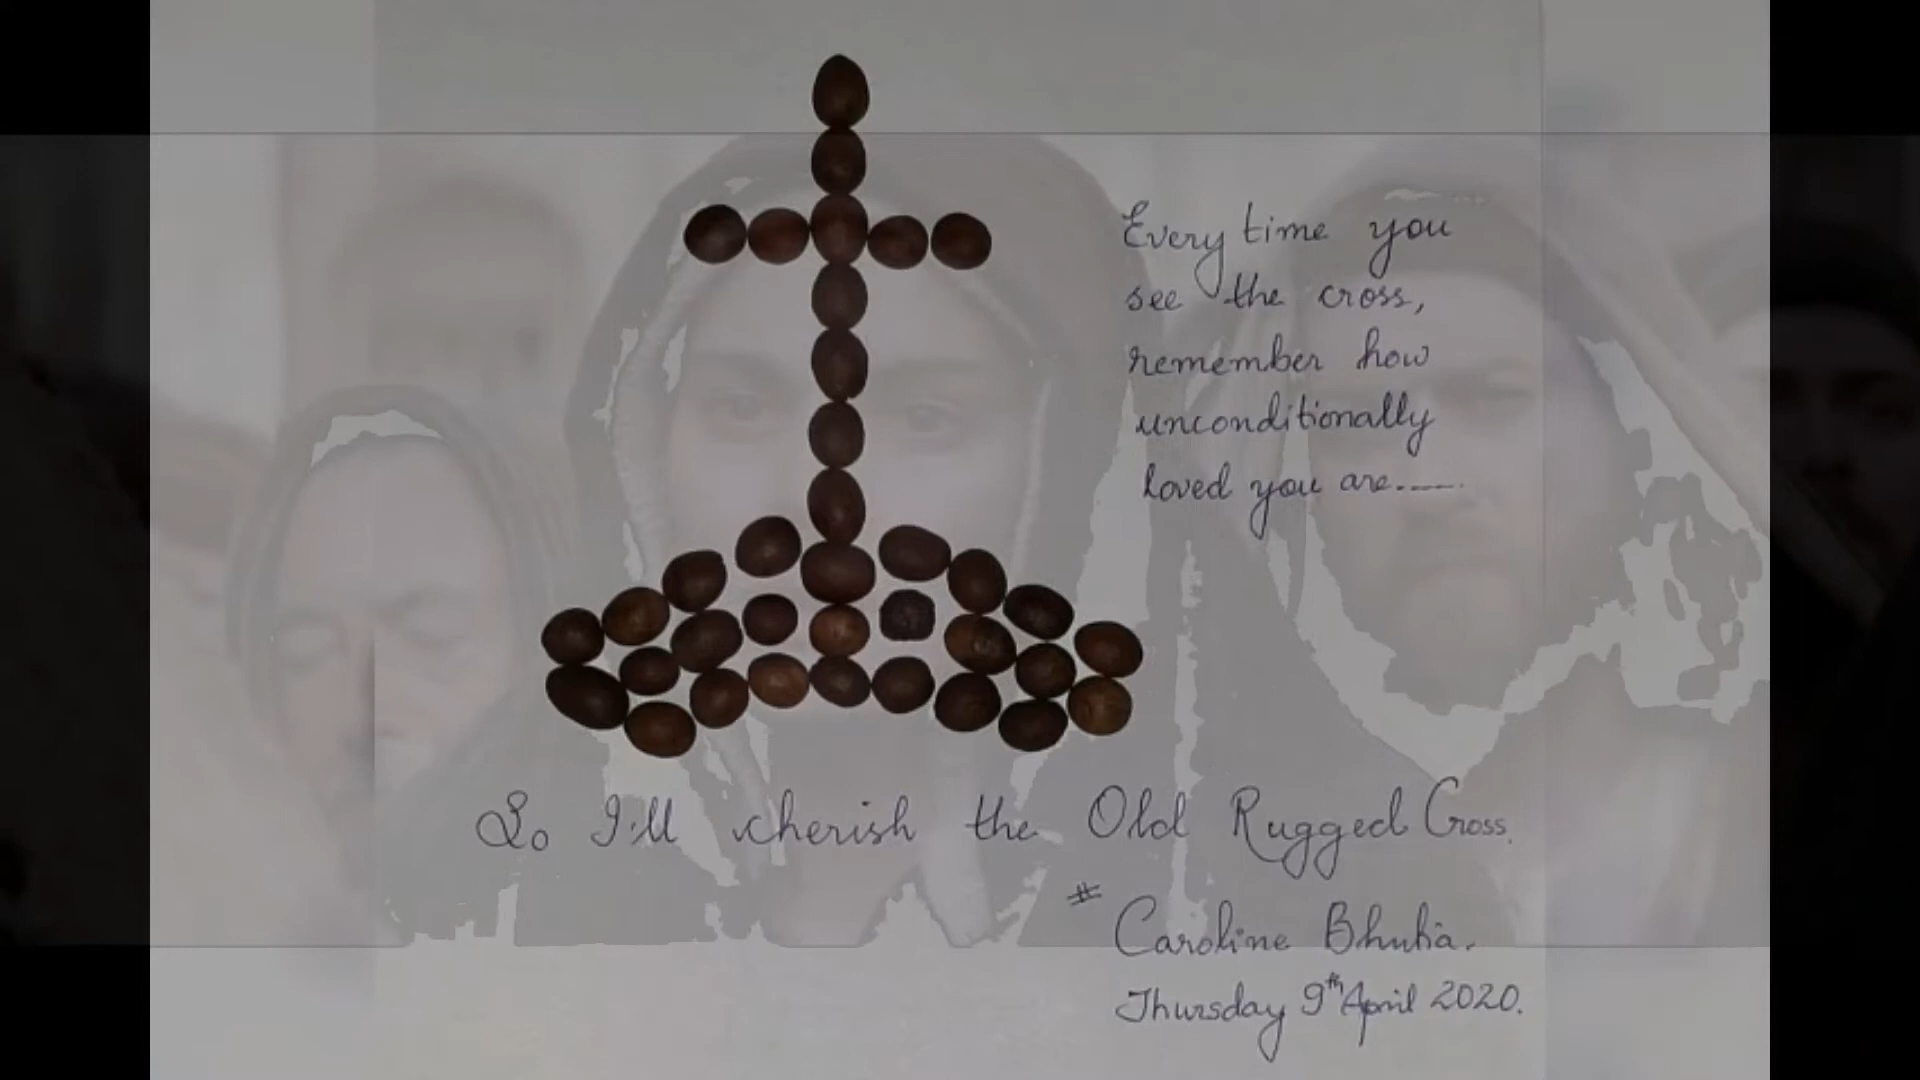 Every time you
see the cross,
remember how
unconditionally
loved you are.....
So I'll cherish the Old Rugged Cross.
# Caroline Bhutia.
Thursday 9th April 2020.